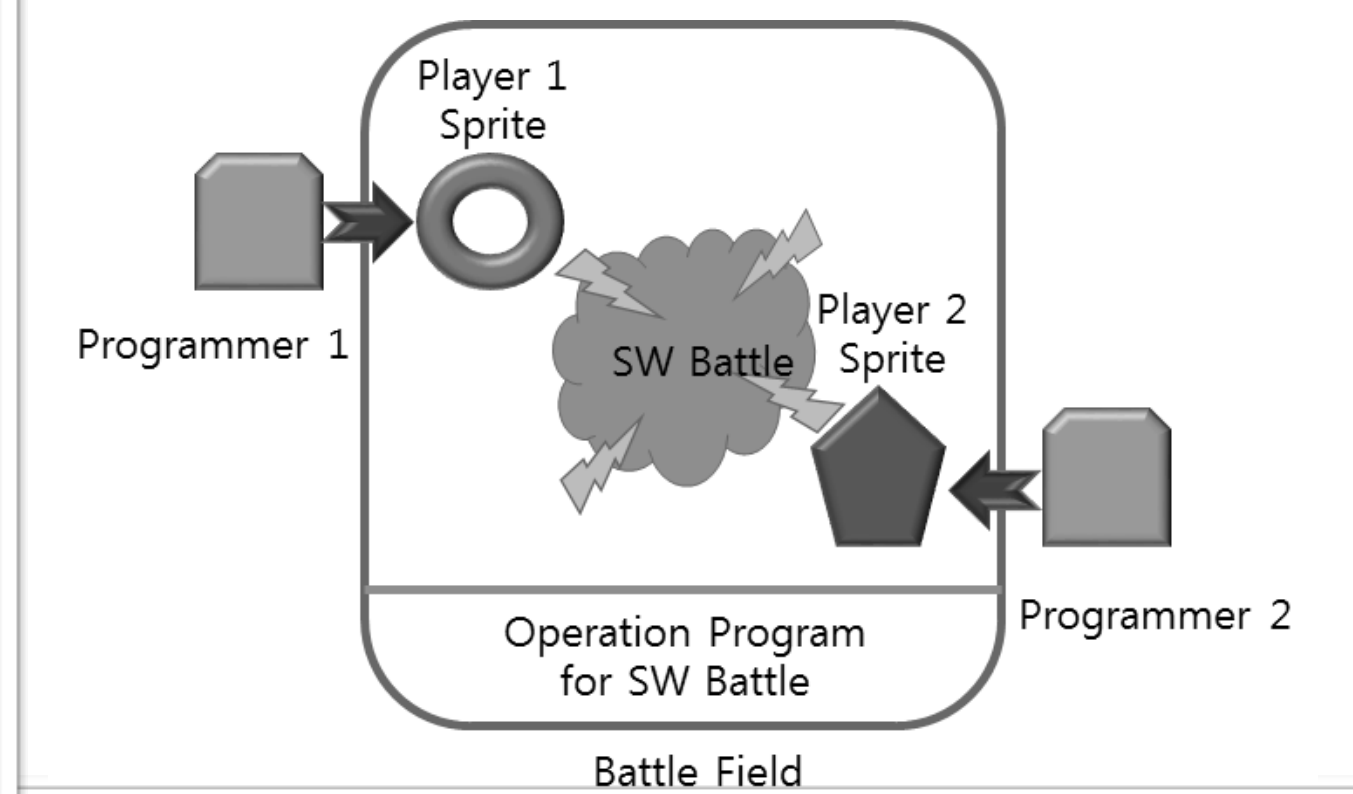 Player 1
Sprite
Programmer 1
SW Battle
Player 2
Sprite
Programmer 2
Operation Program
for SW Battle
Battle Field